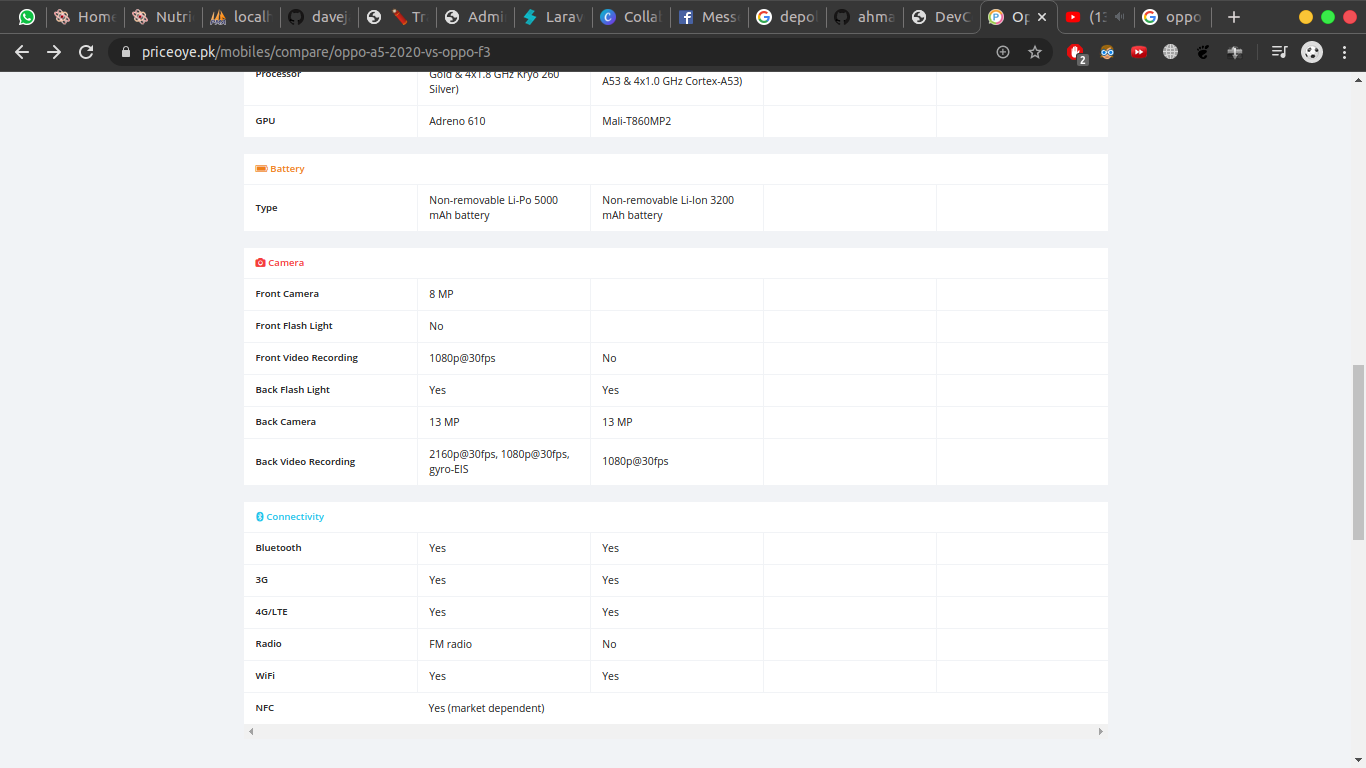 Home
Nutri
localh
davej
Tr
Admi
Larav
Collal
Messe
depol
ahma
DevC
Op
(13
oppo
priceoye.pk/mobiles/compare/oppo-a5-2020-vs-oppo-f3
2
Processor
Gold & 4x1.8 GHz Kryo 260
Silver)
A53 & 4x1.0 GHz Cortex-A53)
GPU
Adreno 610
Mali-T860MP2
Battery
Type
Non-removable Li-Po 5000
mAh battery
Non-removable Li-Ion 3200
mAh battery
Camera
Front Camera
8 MP
Front Flash Light
No
Front Video Recording
1080p@30fps
No
Back Flash Light
Yes
Yes
Back Camera
13 MP
13 MP
Back Video Recording
2160p@30fps, 1080p@30fps,
gyro-EIS
1080p@30fps
Connectivity
Bluetooth
Yes
Yes
3G
Yes
Yes
4G/LTE
Yes
Yes
Radio
FM radio
No
WiFi
Yes
Yes
NFC
Yes (market dependent)